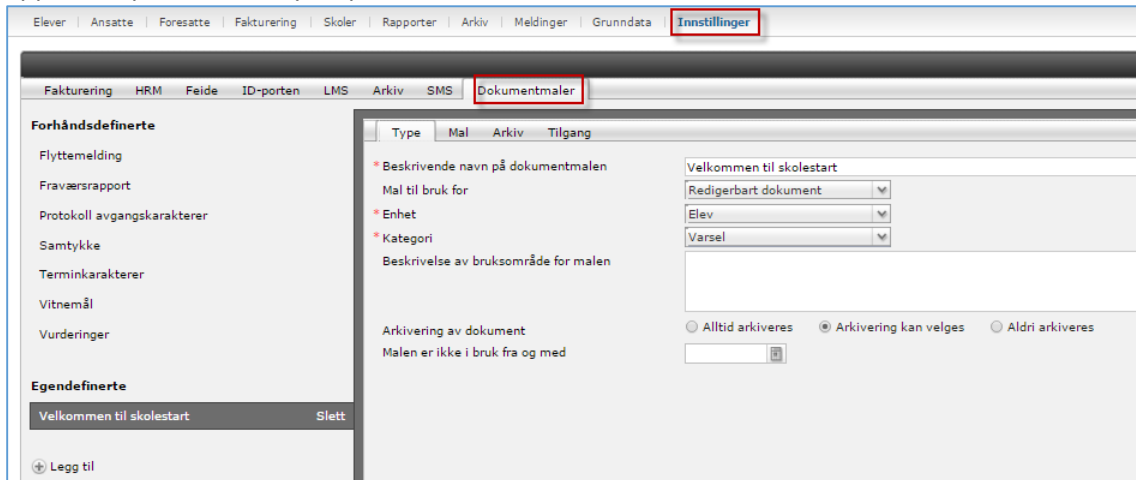 Elever | Ansatte | Foresatte | Fakturering | Skoler | Rapporter | Arkiv | Meldinger | Grunndata | Innstillinger
Fakturering HRM Feide ID-porten LMS Arkiv SMS Dokumentmaler
Forhåndsdefinerte
Flyttemelding
Fraværsrapport
Protokoll avgangskarakterer
Samtykke
Terminkarakterer
Vitnemål
Vurderinger
Egendefinerte
Velkommen til skolestart Slett
Legg til
Type Mal Arkiv Tilgang
* Beskrivende navn på dokumentmalen Velkommen til skolestart
Mal til bruk for Redigerbart dokument
* Enhet Elev
* Kategori Varsel
Beskrivelse av bruksområde for malen
Arkivering av dokument Alltid arkiveres Arkivering kan velges Aldri arkiveres
Malen er ikke i bruk fra og med